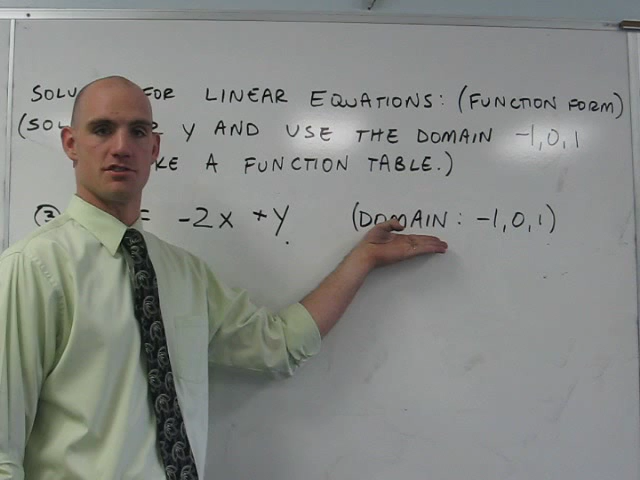 SOLU FOR LINEAR EQUATIONS: (FUNCTION FORM)
(SOL Y AND USE THE DOMAIN -1,0,1
KE A FUNCTION TABLE.)
= -2x +Y (DOMAIN: -1,0,1)